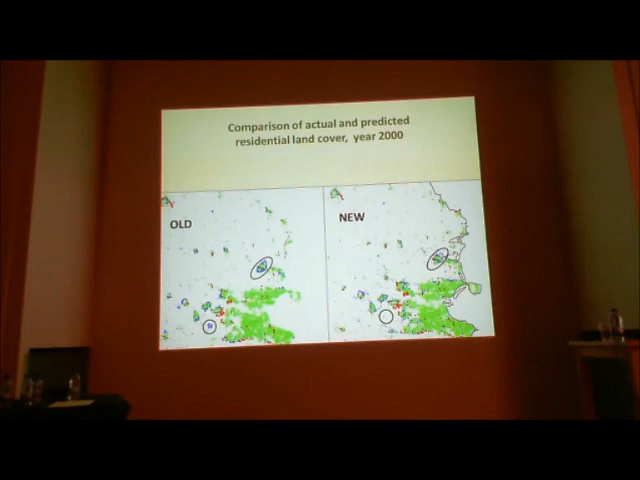 Comparison of actual and predicted
residential land cover, year 2000
OLD
NEW